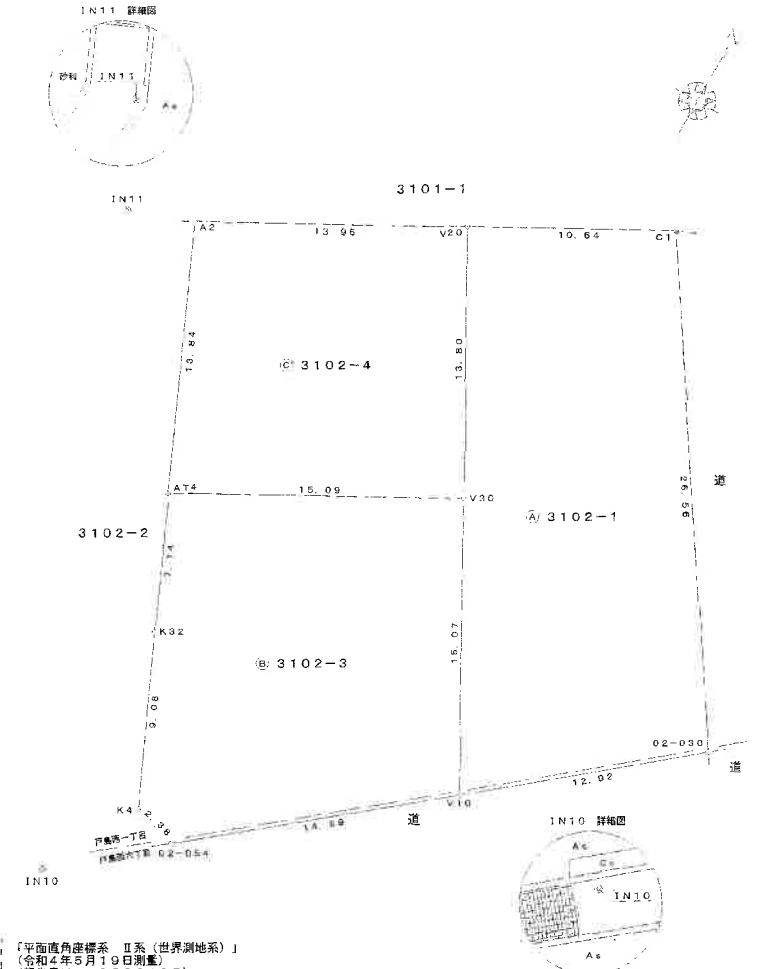 IN11 詳細図
砂利
IN11
As
IN11
3101-1
A2
13.96
V20
10.64
C1
13.84
13.80
Ⓒ 3102-4
26.56
道
AT4
15.09
V30
Ⓐ 3102-1
3102-2
K32
15.07
Ⓑ 3102-3
9.08
02-030
道
12.92
K4
V10
14.89
道
戸島西一丁目
02-054
IN10
IN10 詳細図
As
IN10
As
「平面直角座標系 Ⅱ系(世界測地系)」
(令和4年5月19日測量)